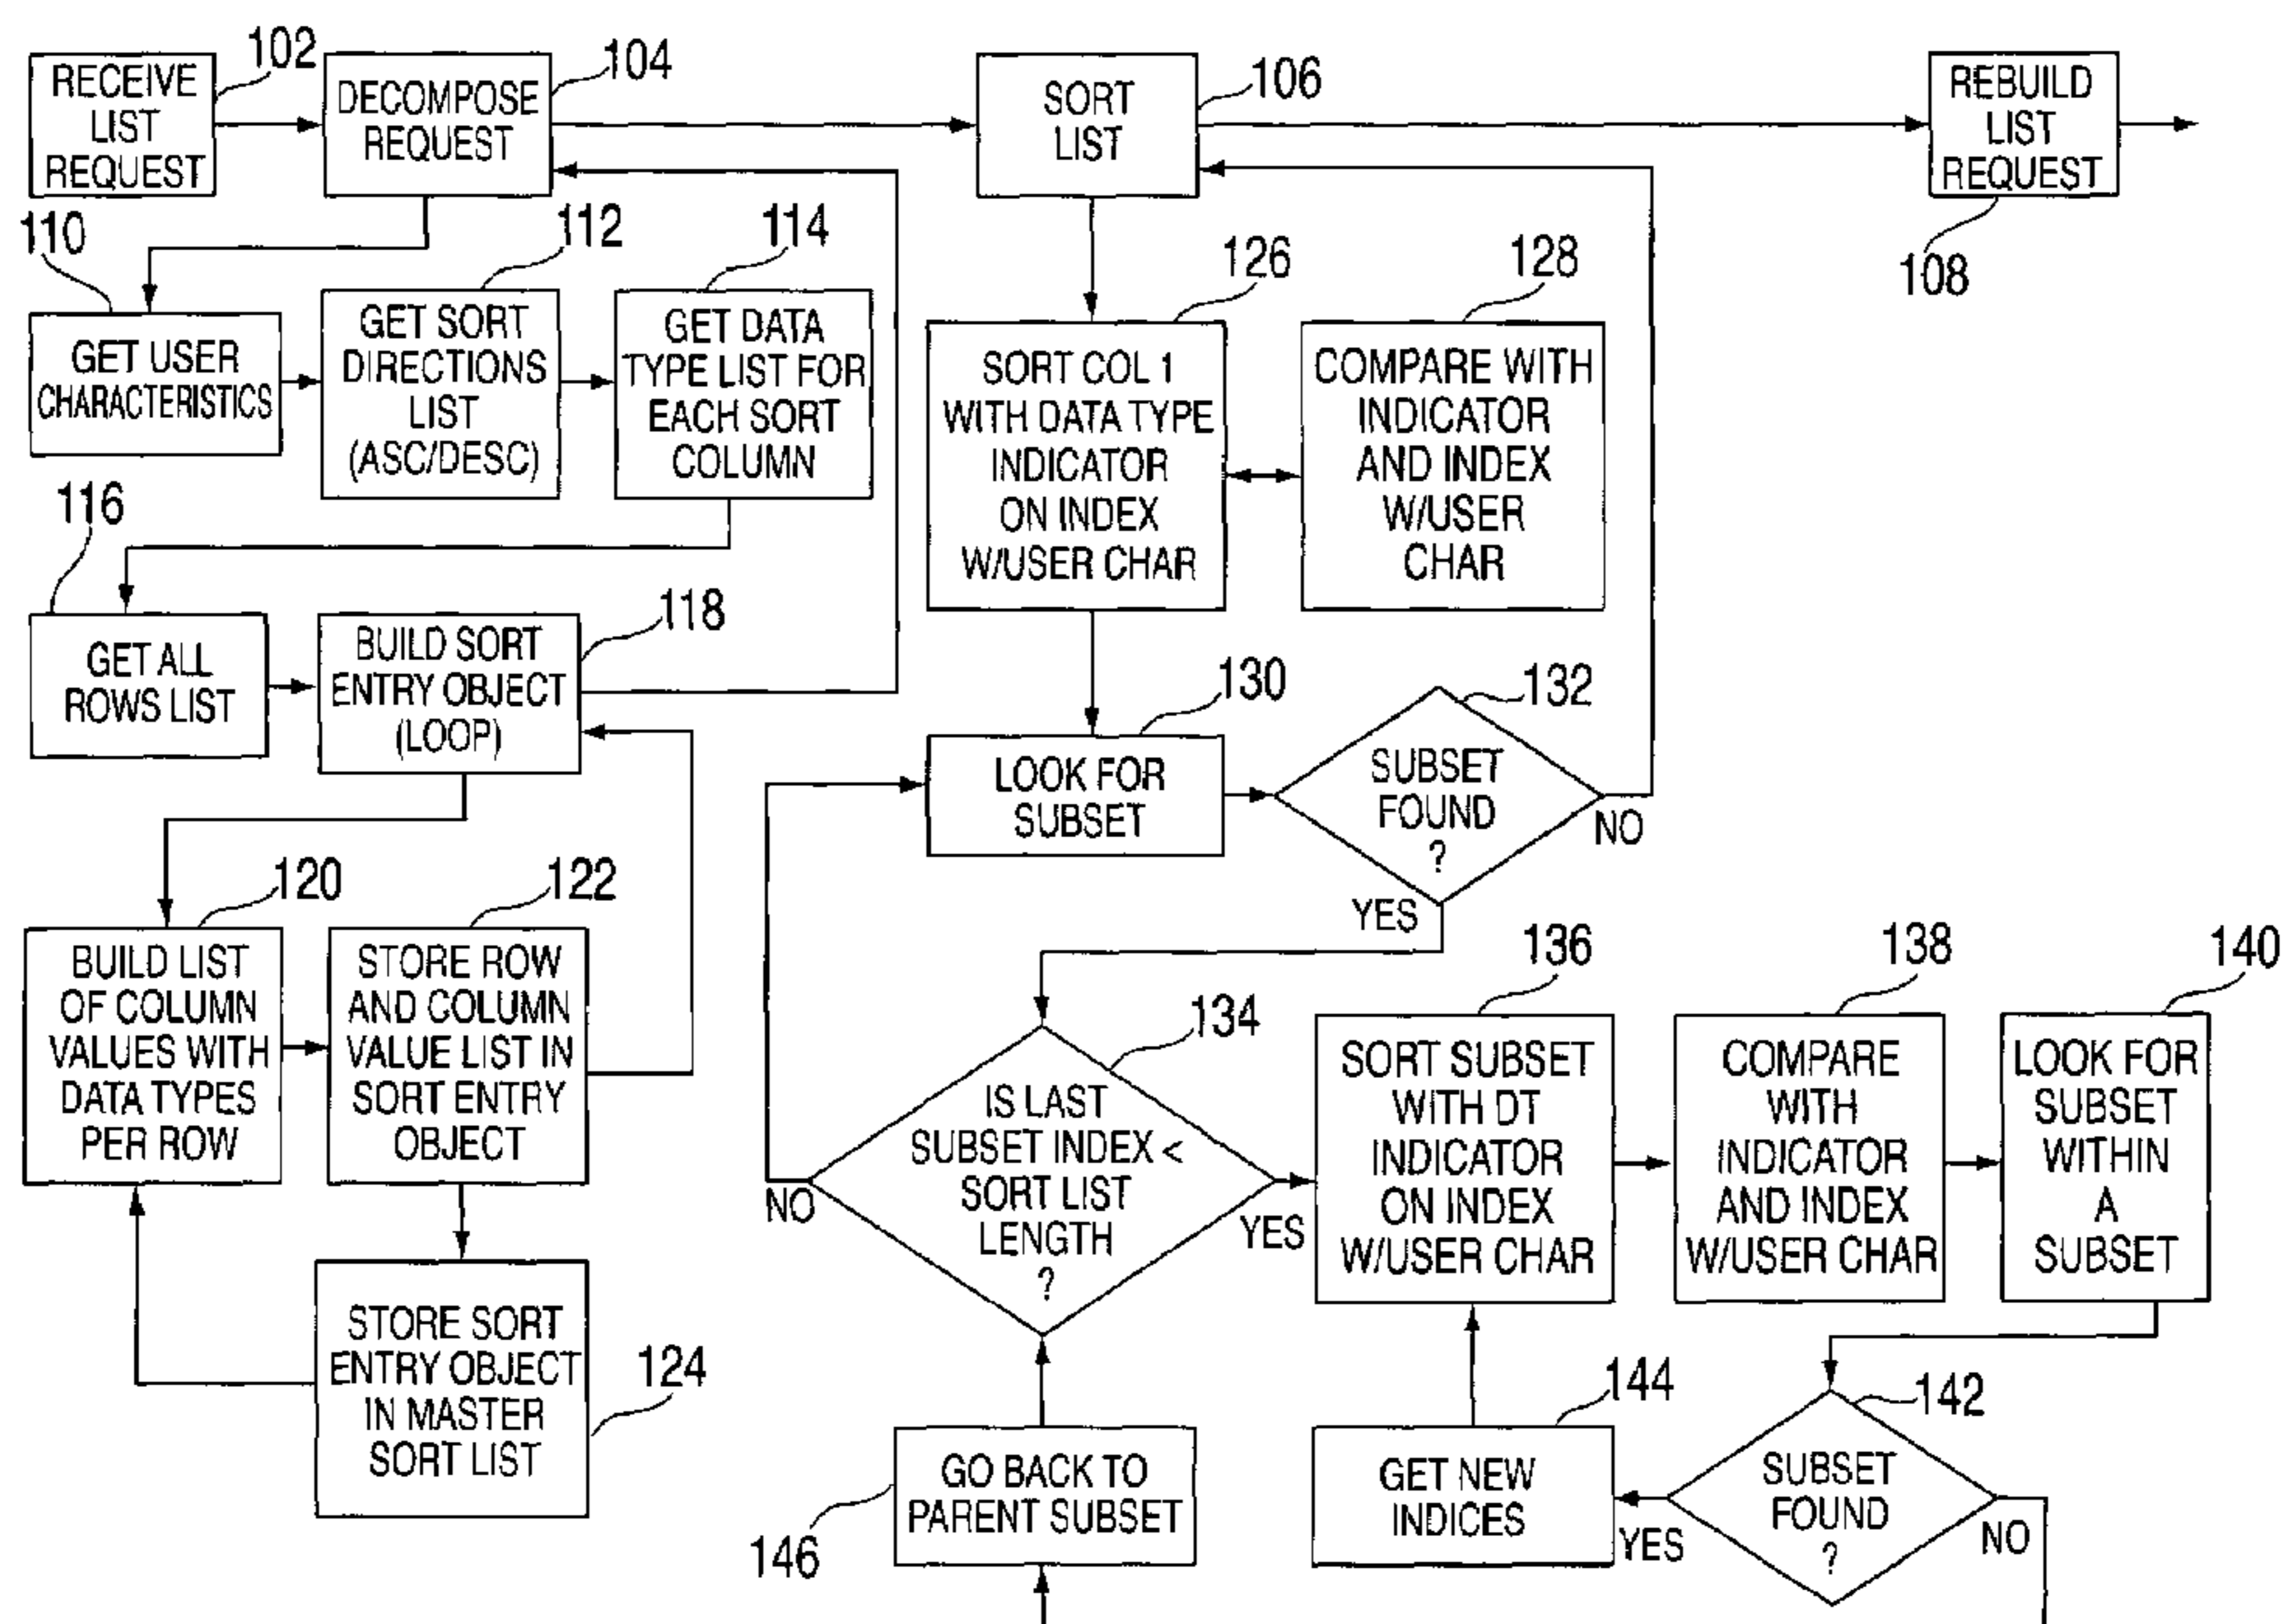 102
RECEIVE
LIST
REQUEST
104
DECOMPOSE
REQUEST
106
SORT
LIST
REBUILD
LIST
REQUEST
108
110
GET USER
CHARACTERISTICS
112
GET SORT
DIRECTIONS
LIST
(ASC/DESC)
114
GET DATA
TYPE LIST FOR
EACH SORT
COLUMN
126
SORT COL 1
WITH DATA TYPE
INDICATOR
ON INDEX
W/USER CHAR
128
COMPARE WITH
INDICATOR
AND INDEX
W/USER
CHAR
116
GET ALL
ROWS LIST
118
BUILD SORT
ENTRY OBJECT
(LOOP)
130
LOOK FOR
SUBSET
132
SUBSET
FOUND
?
NO
YES
120
BUILD LIST
OF COLUMN
VALUES WITH
DATA TYPES
PER ROW
122
STORE ROW
AND COLUMN
VALUE LIST IN
SORT ENTRY
OBJECT
134
IS LAST
SUBSET INDEX <
SORT LIST
LENGTH
?
NO
YES
136
SORT SUBSET
WITH DT
INDICATOR
ON INDEX
W/USER CHAR
138
COMPARE
WITH
INDICATOR
AND INDEX
W/USER CHAR
140
LOOK FOR
SUBSET
WITHIN
A
SUBSET
STORE SORT
ENTRY OBJECT
IN MASTER
SORT LIST
124
GO BACK TO
PARENT SUBSET
146
144
GET NEW
INDICES
142
SUBSET
FOUND
?
YES
NO